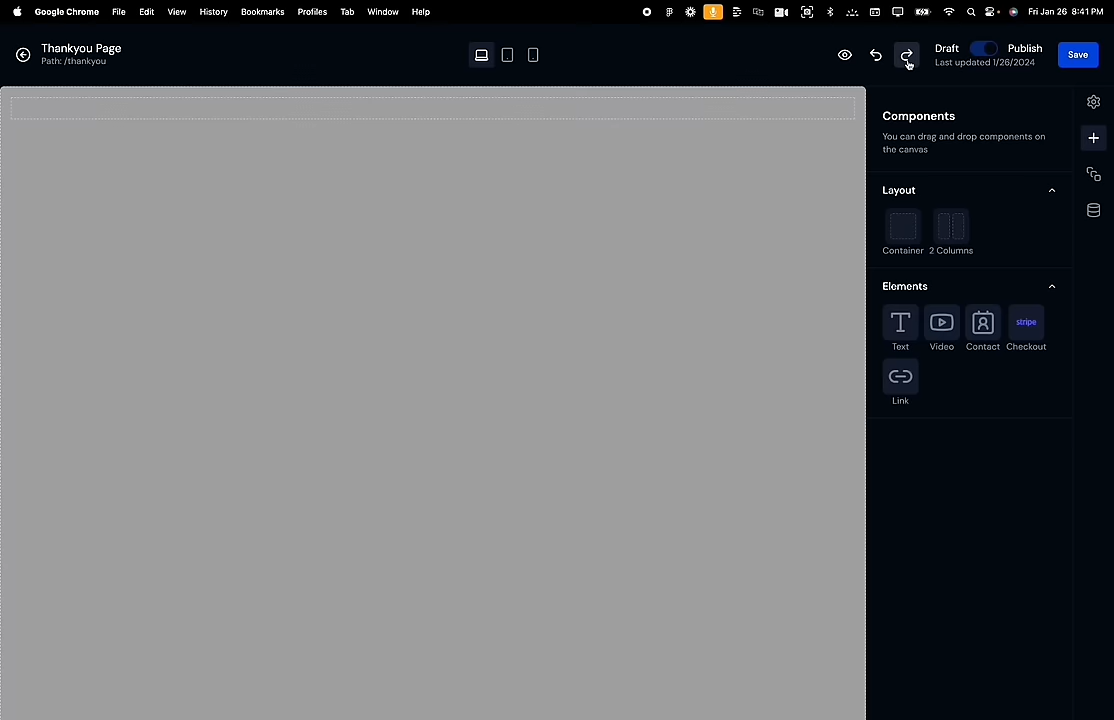 Google Chrome File Edit View History Bookmarks Profiles Tab Window Help Fri Jan 26 8:41 PM
Thankyou Page
Path: /thankyou
Draft Publish
Last updated 1/26/2024
Save
Components
You can drag and drop components on
the canvas
Layout
Container 2 Columns
Elements
stripe
Text Video Contact Checkout
Link